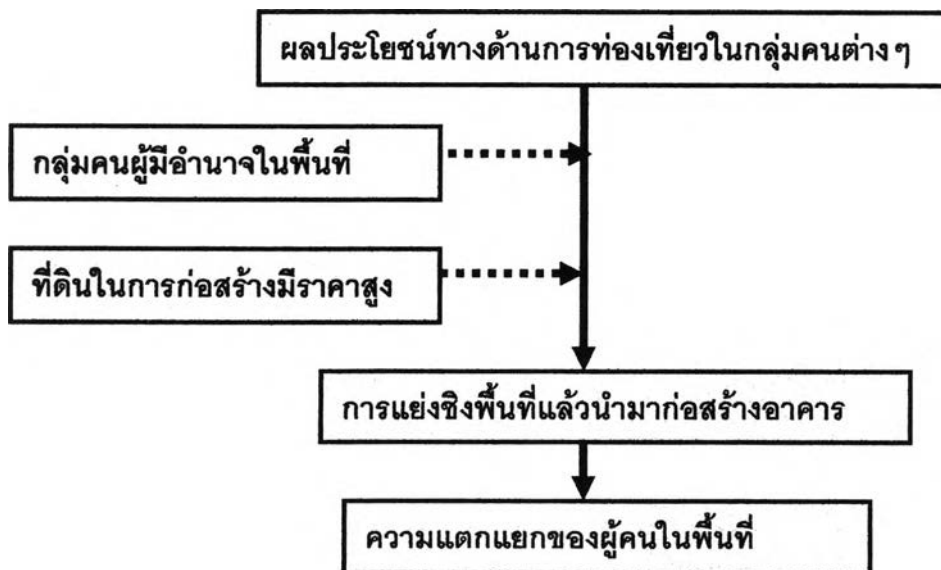 ผลประโยชน์ทางด้านการท่องเที่ยวในกลุ่มคนต่างๆ
กลุ่มคนผู้มีอำนาจในพื้นที่
ที่ดินในการก่อสร้างมีราคาสูง
การแย่งชิงพื้นที่แล้วนำมาก่อสร้างอาคาร
ความแตกแยกของผู้คนในพื้นที่